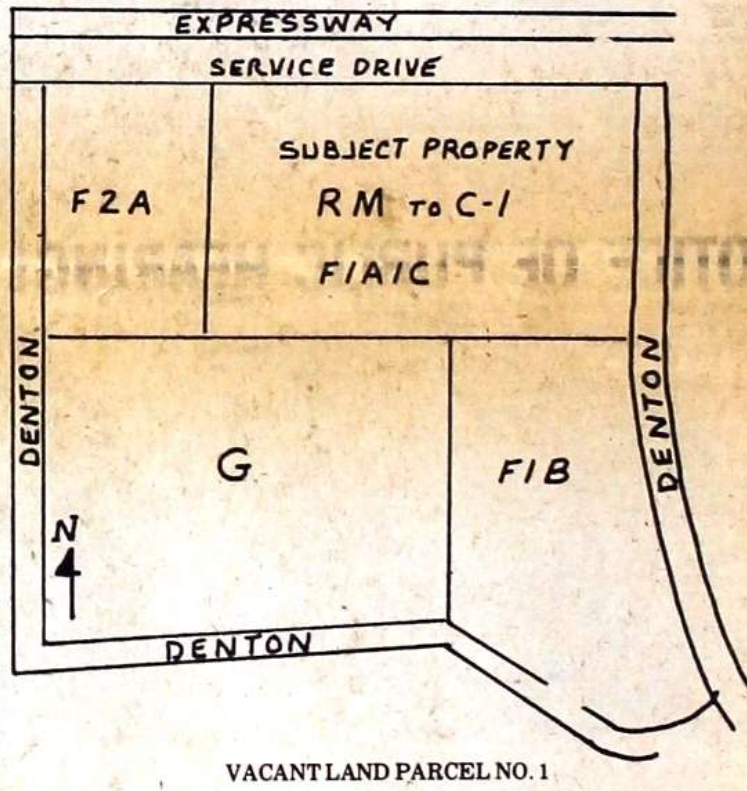 EXPRESSWAY
SERVICE DRIVE
SUBJECT PROPERTY
F2A
RM TO C-1
F1A1C
DENTON
DENTON
G
F1B
N
DENTON
VACANT LAND PARCEL NO. 1